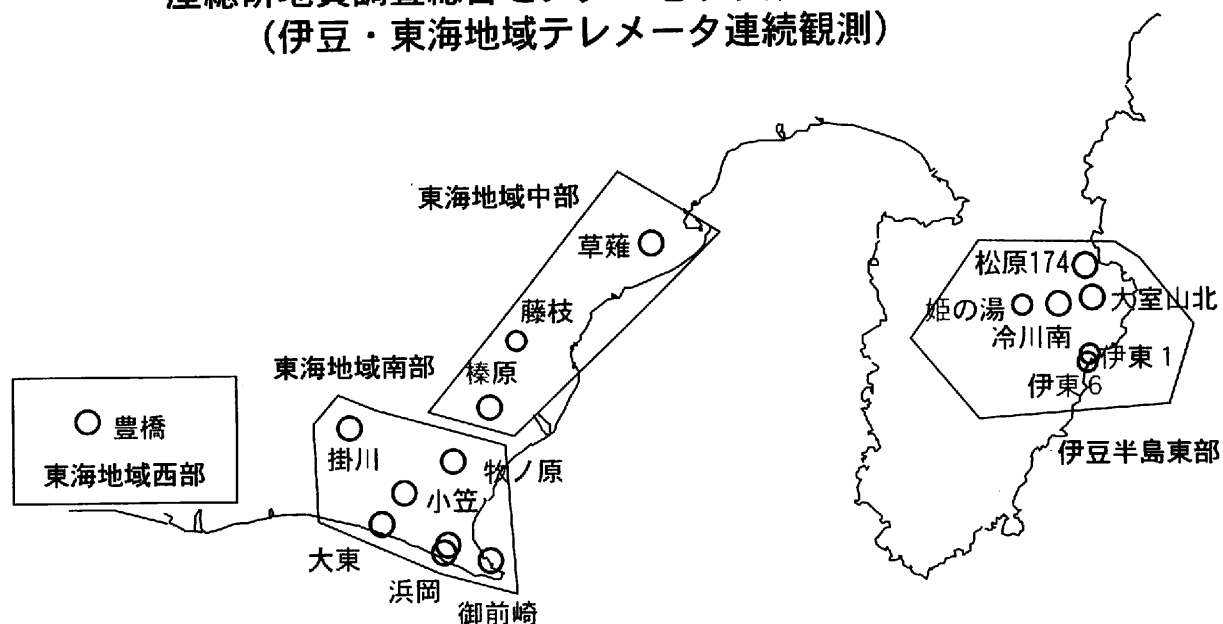 (伊豆・東海地域テレメータ連続観測)
東海地域中部
草薙
藤枝
榛原
東海地域南部
掛川
牧ノ原
小笠
大東
浜岡
御前崎
豊橋
東海地域西部
松原174
姫の湯
大室山北
冷川南
伊東1
伊東6
伊豆半島東部